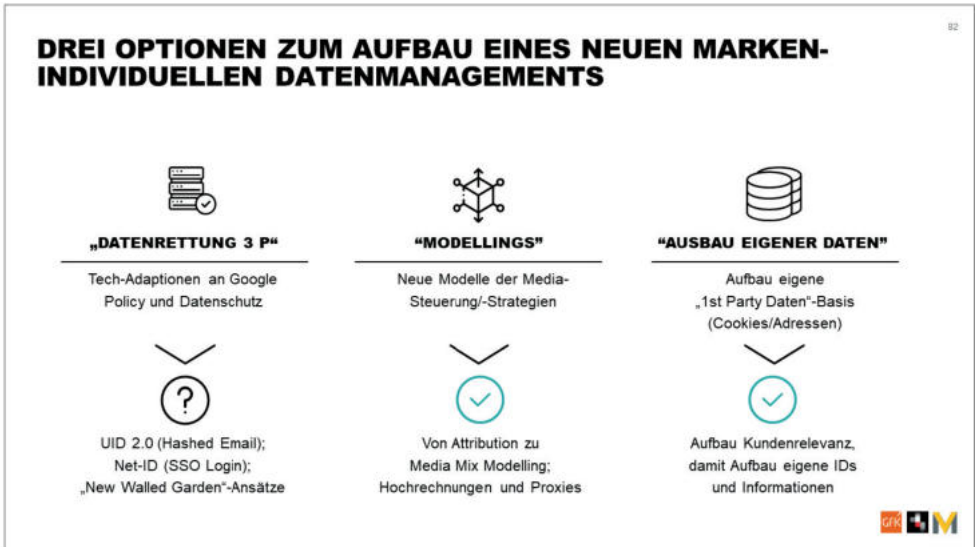 82
DREI OPTIONEN ZUM AUFBAU EINES NEUEN MARKEN-
INDIVIDUELLEN DATENMANAGEMENTS
„DATENRETTUNG 3 P“
Tech-Adaptionen an Google
Policy und Datenschutz
?
UID 2.0 (Hashed Email);
Net-ID (SSO Login);
„New Walled Garden“-Ansätze
“MODELLINGS”
Neue Modelle der Media-
Steuerung/-Strategien
Von Attribution zu
Media Mix Modelling;
Hochrechnungen und Proxies
“AUSBAU EIGENER DATEN”
Aufbau eigene
„1st Party Daten“-Basis
(Cookies/Adressen)
Aufbau Kundenrelevanz,
damit Aufbau eigene IDs
und Informationen
GfK
M